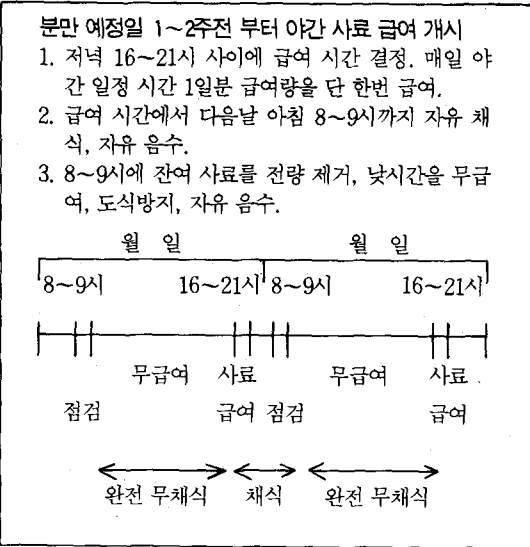 분만 예정일 1~2주전 부터 야간 사료 급여 개시
1. 저녁 16~21시 사이에 급여 시간 결정. 매일 야
간 일정 시간 1일분 급여량을 단 한번 급여.
2. 급여 시간에서 다음날 아침 8~9시까지 자유 채
식, 자유 음수.
3. 8~9시에 잔여 사료를 전량 제거, 낮시간을 무급
여, 도식방지, 자유 음수.
월 일 월 일
8~9시 16~21시 8~9시 16~21시
무급여 사료 무급여 사료
점검 급여 점검 급여
완전 무채식 채식 완전 무채식